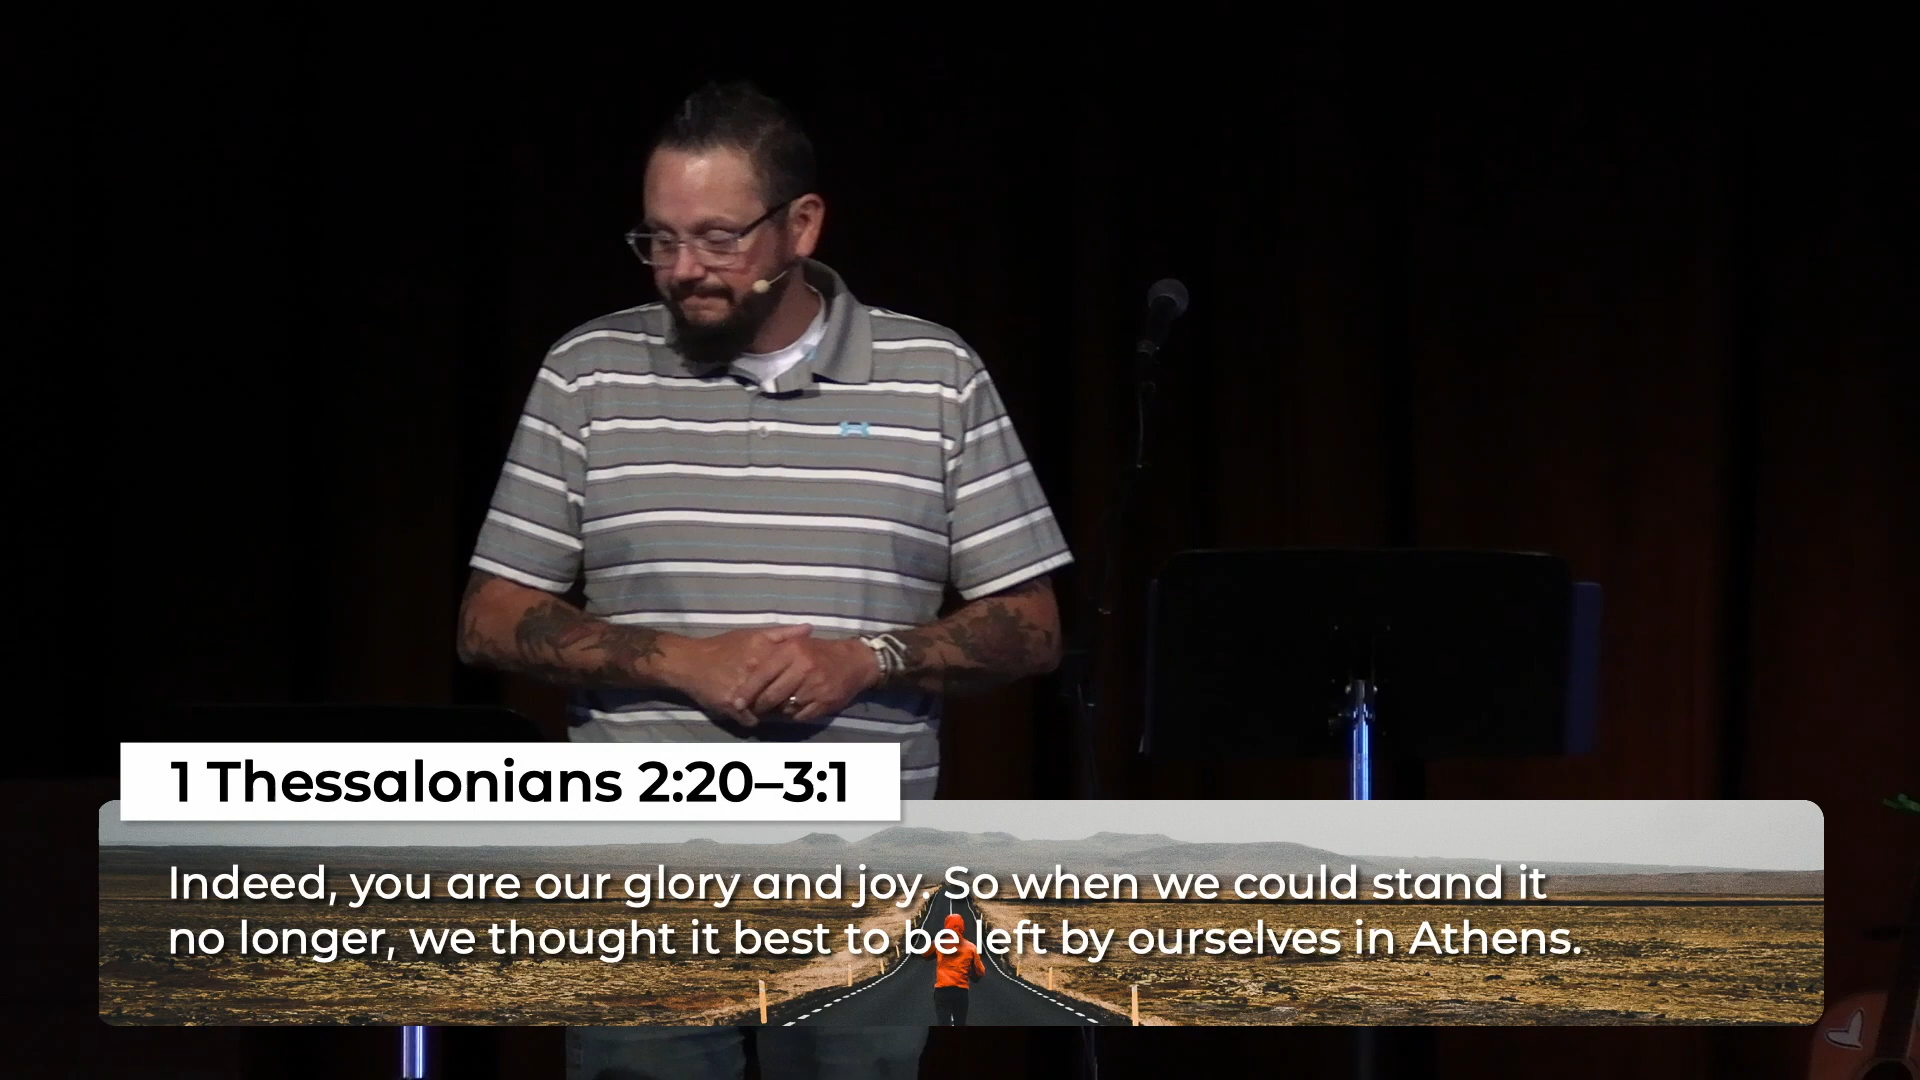 1 Thessalonians 2:20–3:1
Indeed, you are our glory and joy. So when we could stand it
no longer, we thought it best to be left by ourselves in Athens.